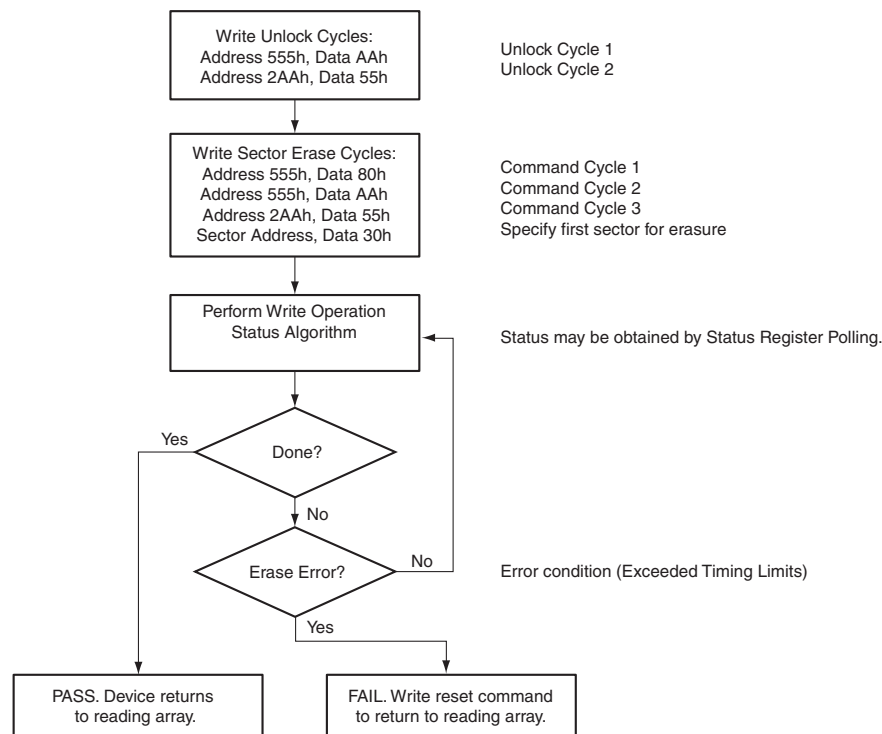 Write Unlock Cycles:
Address 555h, Data AAh
Address 2AAh, Data 55h
Unlock Cycle 1
Unlock Cycle 2
Write Sector Erase Cycles:
Address 555h, Data 80h
Address 555h, Data AAh
Address 2AAh, Data 55h
Sector Address, Data 30h
Command Cycle 1
Command Cycle 2
Command Cycle 3
Specify first sector for erasure
Perform Write Operation
Status Algorithm
Status may be obtained by Status Register Polling.
Yes
Done?
No
Erase Error?
No
Error condition (Exceeded Timing Limits)
Yes
PASS. Device returns
to reading array.
FAIL. Write reset command
to return to reading array.